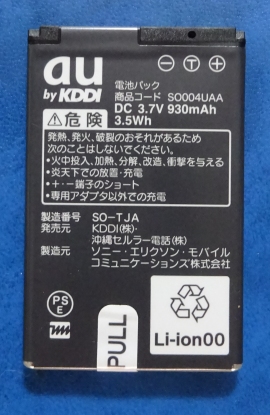 au
by KDDI
電池パック
商品コード SO004UAA
DC 3.7V 930mAh
3.5Wh
⊖ Ⓣ ⊕
⚠危険
発熱、発火、破裂のおそれがあるため
次のことはしないでください。
・火中投入、加熱、分解、改造、衝撃を与える
・炎天下での放置・充電
・+-端子のショート
・専用アダプタ以外での充電
製造番号 SO-TJA
発売元 KDDI(株)・
沖縄セルラー電話(株)
製造元 ソニー・エリクソン・モバイル
コミュニケーションズ株式会社
PS
E
PULL
Li-ion00